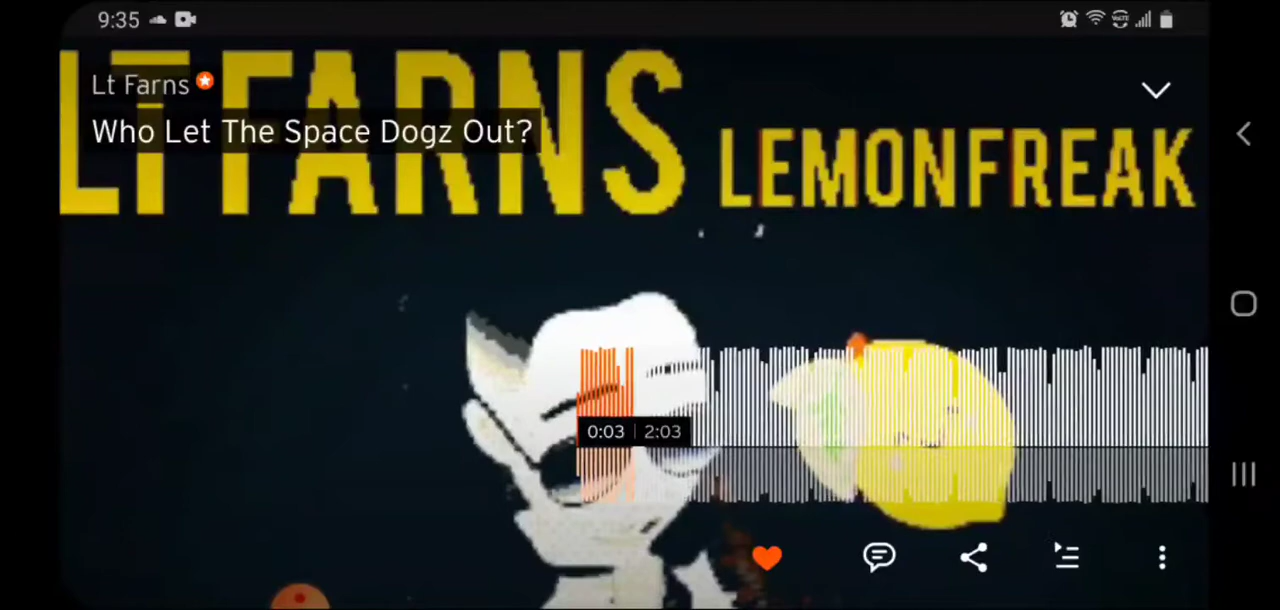 9:35
LT FARNS LEMONFREAK
Lt Farns
Who Let The Space Dogz Out?
0:03 | 2:03